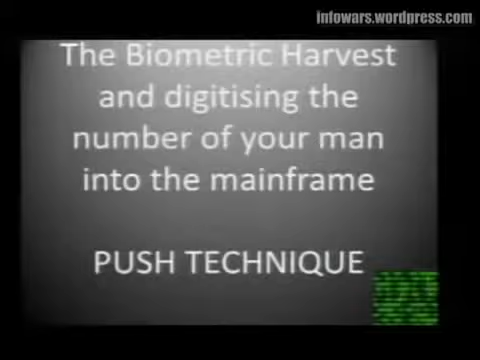 infowars.wordpress.com
The Biometric Harvest
and digitising the
number of your man
into the mainframe
PUSH TECHNIQUE